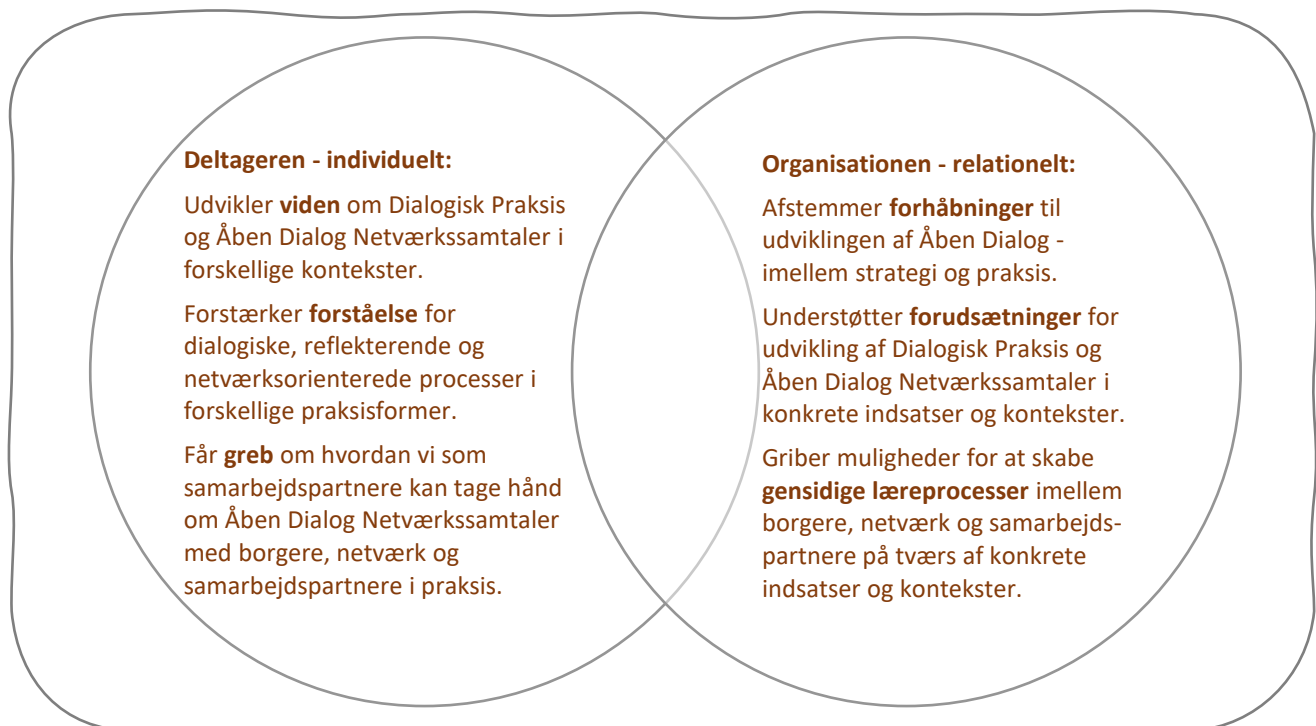 Deltageren - individuelt:
Udvikler viden om Dialogisk Praksis
og Åben Dialog Netværkssamtaler i
forskellige kontekster.
Forstærker forståelse for
dialogiske, reflekterende og
netværksorienterede processer i
forskellige praksisformer.
Får greb om hvordan vi som
samarbejdspartnere kan tage hånd
om Åben Dialog Netværkssamtaler
med borgere, netværk og
samarbejdspartnere i praksis.
Organisationen - relationelt:
Afstemmer forhåbninger til
udviklingen af Åben Dialog -
imellem strategi og praksis.
Understøtter forudsætninger for
udvikling af Dialogisk Praksis og
Åben Dialog Netværkssamtaler i
konkrete indsatser og kontekster.
Griber muligheder for at skabe
gensidige læreprocesser imellem
borgere, netværk og samarbejds-
partnere på tværs af konkrete
indsatser og kontekster.